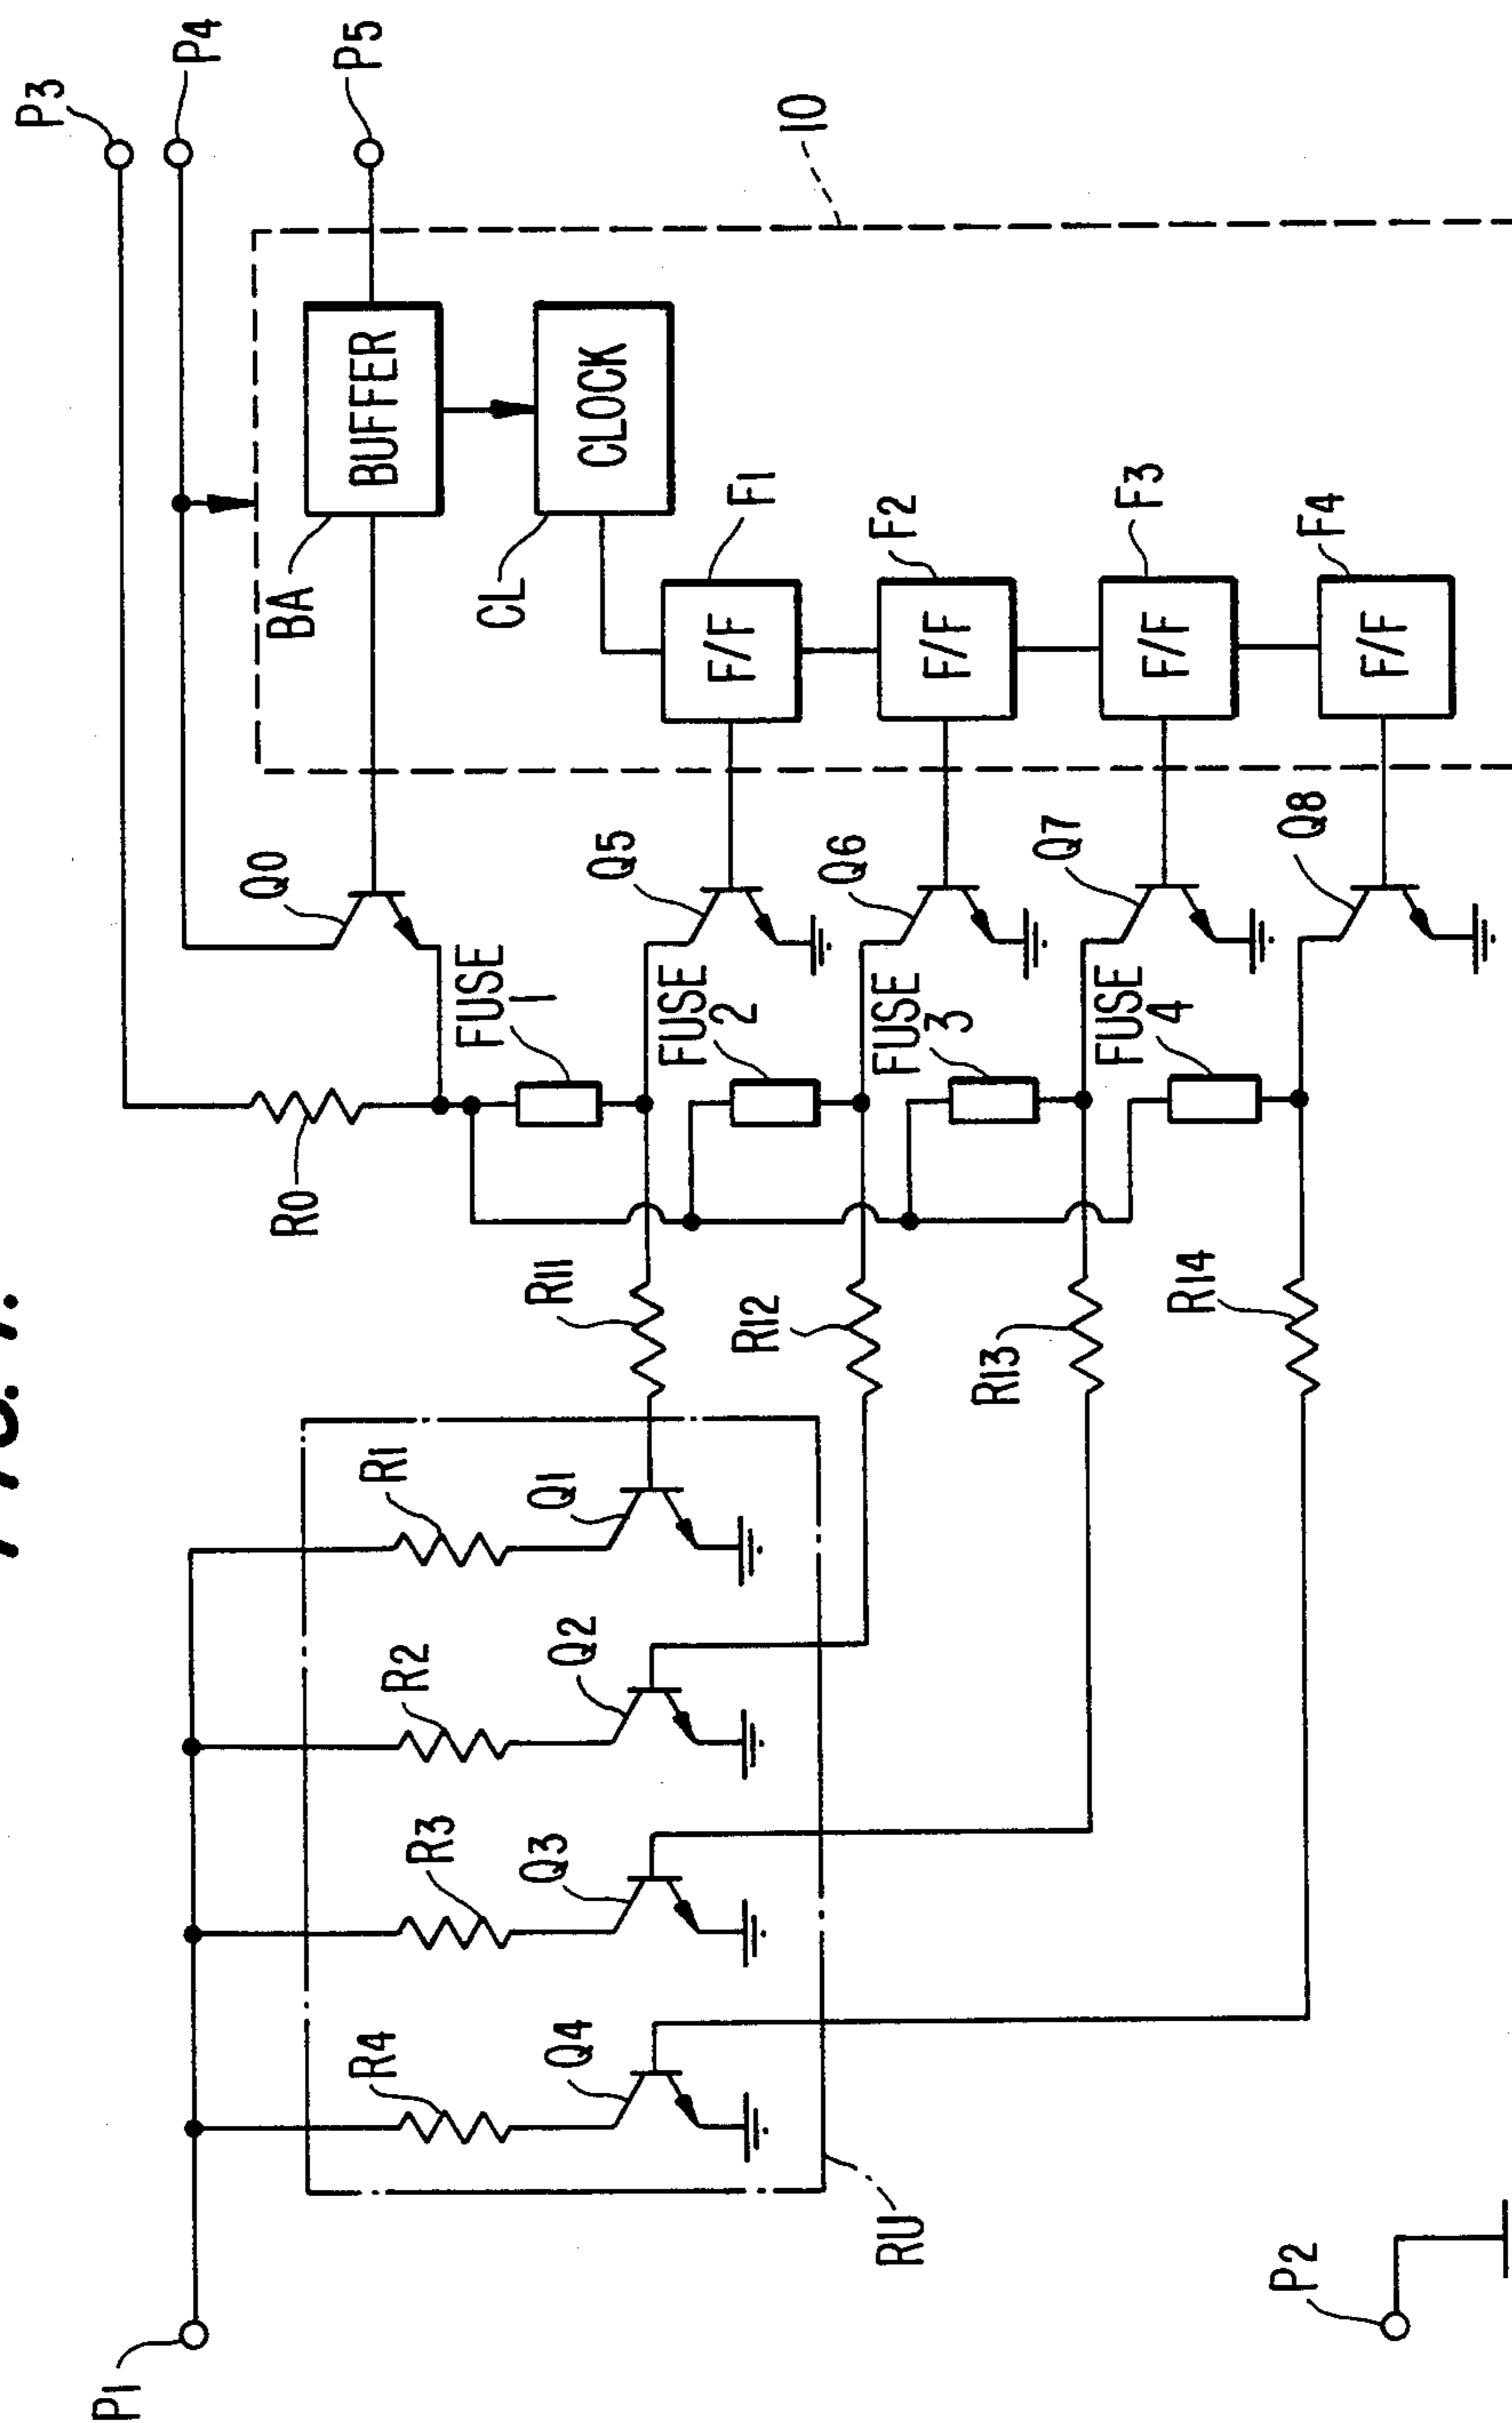 P3
P4
P5
10
BUFFER
BA
CLOCK
CL
F1
F/F
F2
F/F
F3
F/F
F4
F/F
Q0
Q5
Q6
Q7
Q8
FUSE
1
FUSE
2
FUSE
3
FUSE
4
R0
R11
R12
R13
R14
R1
Q1
R2
Q2
R3
Q3
R4
Q4
RU
P1
P2